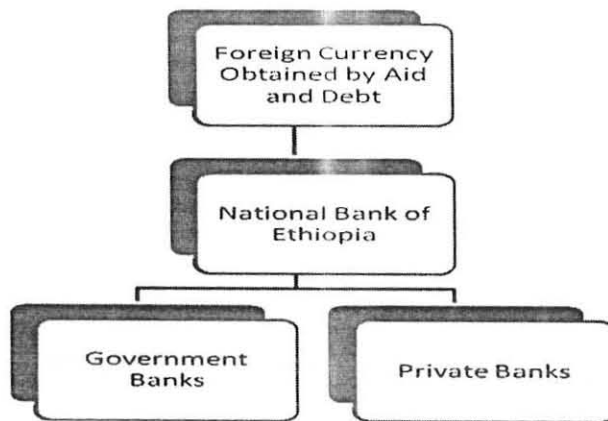 Foreign Currency
Obtained by Aid
and Debt
National Bank of
Ethiopia
Government
Banks
Private Banks